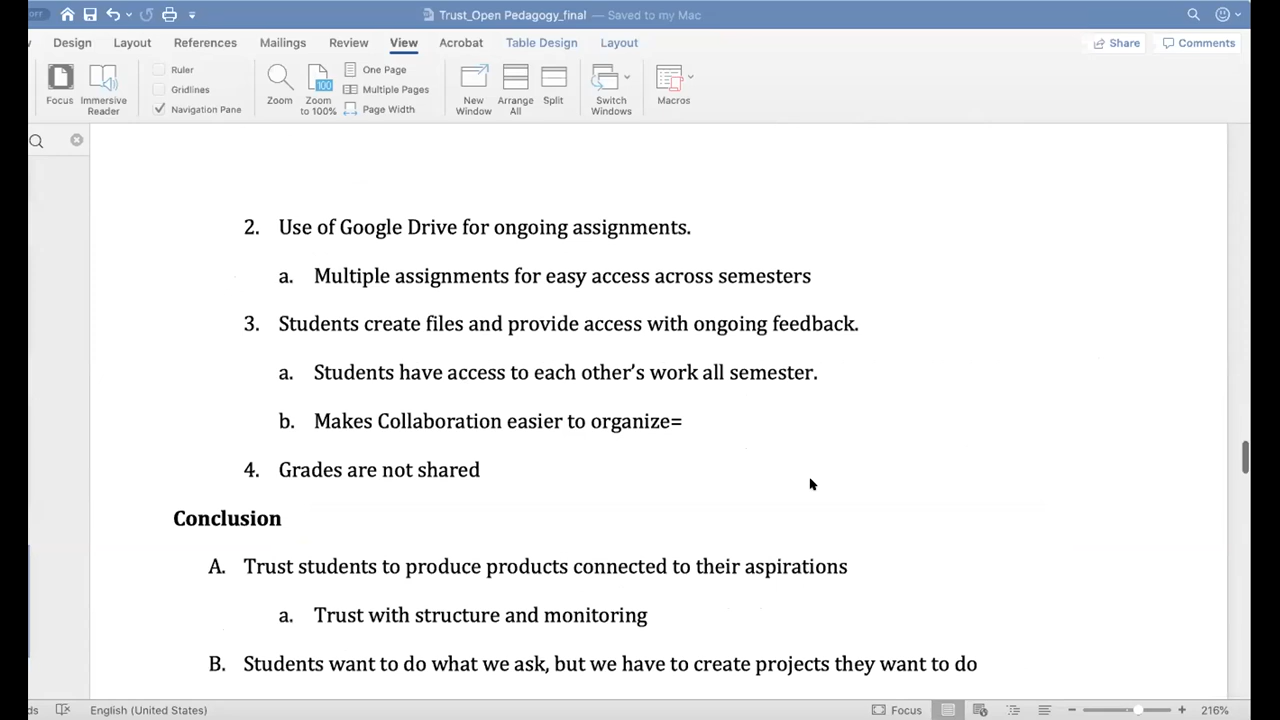 Trust_Open Pedagogy_final — Saved to my Mac
Design Layout References Mailings Review View Acrobat Table Design Layout Share Comments
Focus
Immersive Reader
Ruler
Gridlines
Navigation Pane
Zoom
Zoom to 100%
100
One Page
Multiple Pages
Page Width
New Window
Arrange All
Split
Switch Windows
Macros
2. Use of Google Drive for ongoing assignments.
a. Multiple assignments for easy access across semesters
3. Students create files and provide access with ongoing feedback.
a. Students have access to each other’s work all semester.
b. Makes Collaboration easier to organize=
4. Grades are not shared
Conclusion
A. Trust students to produce products connected to their aspirations
a. Trust with structure and monitoring
B. Students want to do what we ask, but we have to create projects they want to do
English (United States) Focus 216%